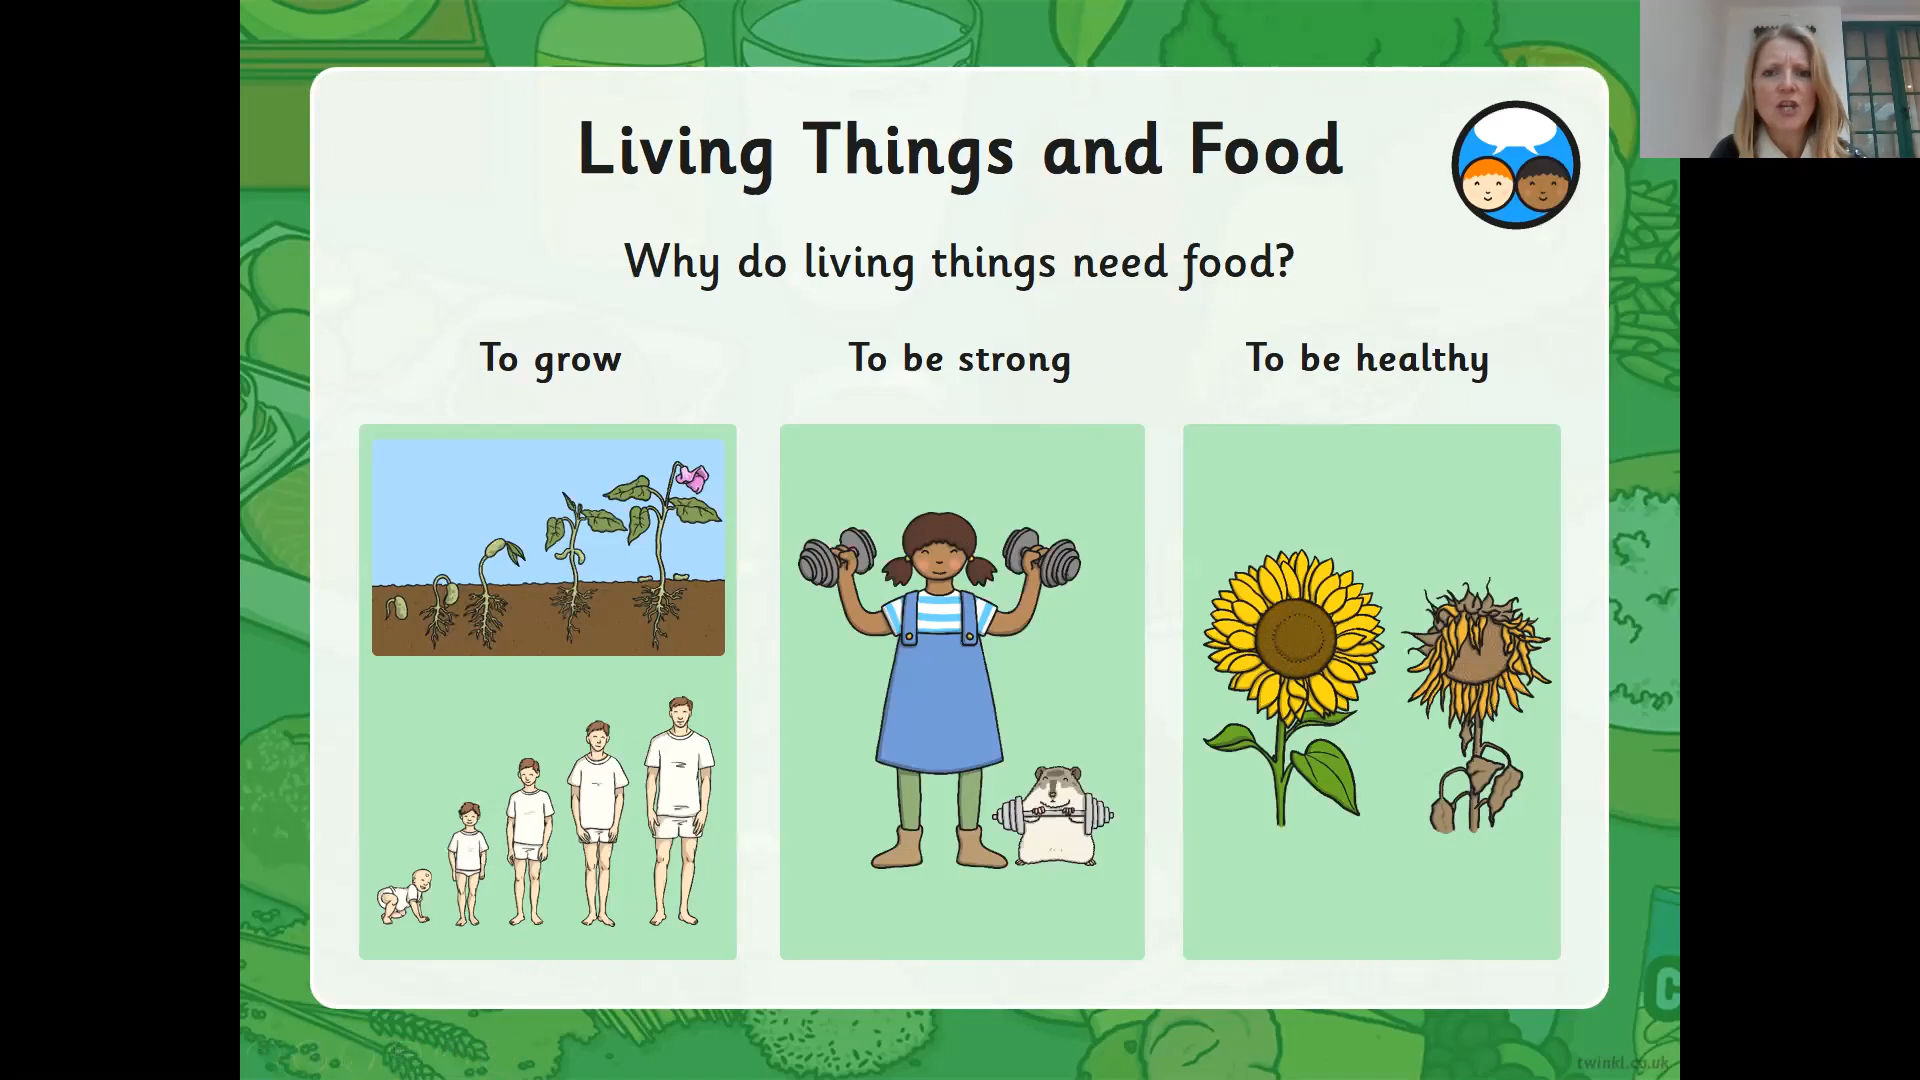 Living Things and Food
Why do living things need food?
To grow
To be strong
To be healthy
C
twinkl.co.uk